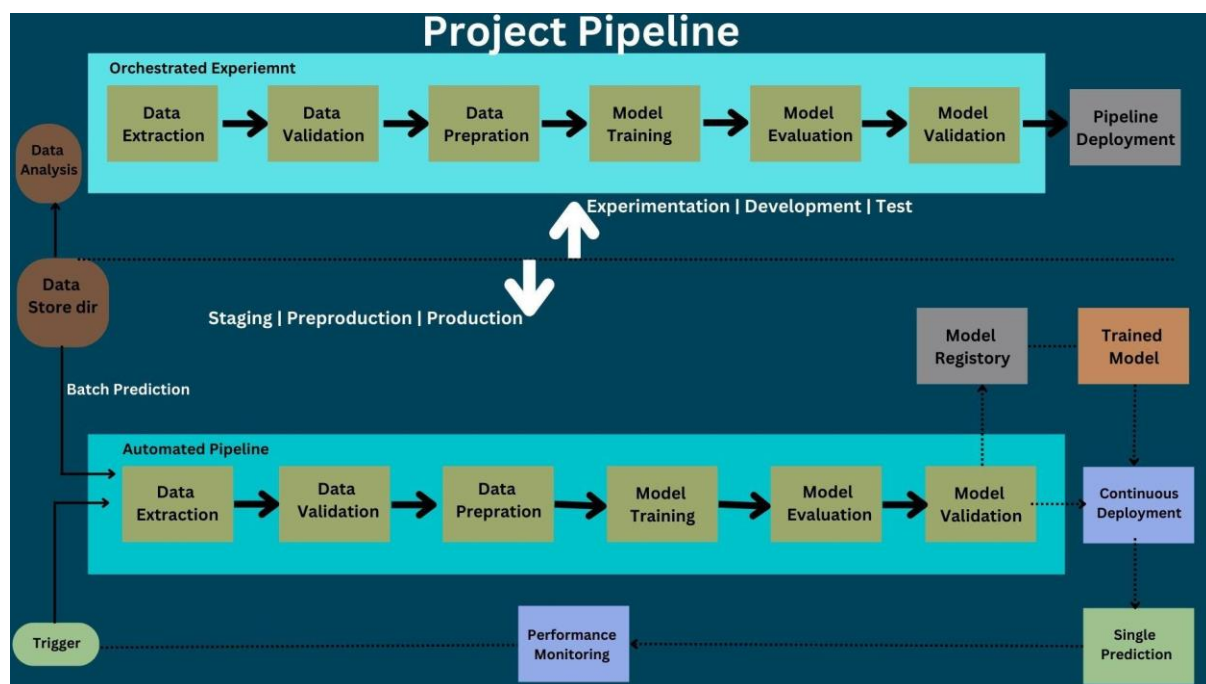 Project Pipeline
Orchestrated Experiemnt
Data
Extraction
Data
Validation
Data
Prepration
Model
Training
Model
Evaluation
Model
Validation
Pipeline
Deployment
Data
Analysis
Experimentation | Development | Test
Data
Store dir
Staging | Preproduction | Production
Model
Registory
Trained
Model
Batch Prediction
Automated Pipeline
Data
Extraction
Data
Validation
Data
Prepration
Model
Training
Model
Evaluation
Model
Validation
Continuous
Deployment
Trigger
Performance
Monitoring
Single
Prediction